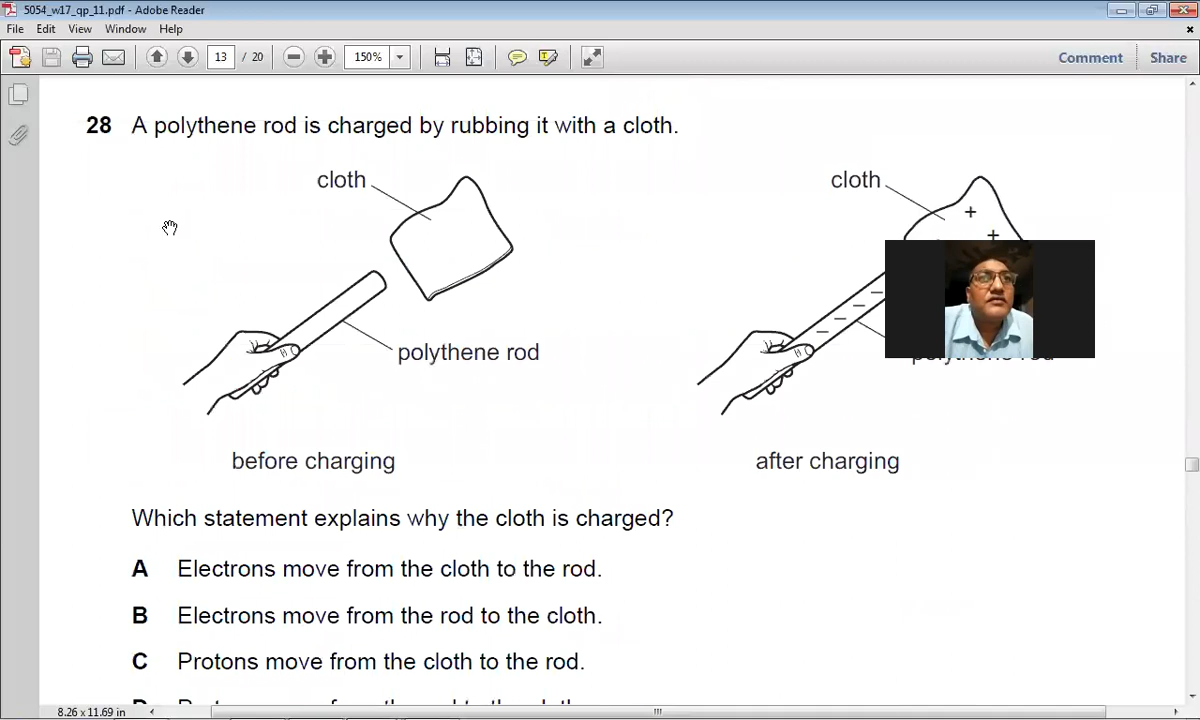 5054_w17_qp_11.pdf - Adobe Reader
File Edit View Window Help
13 / 20 150% Comment Share
28 A polythene rod is charged by rubbing it with a cloth.
cloth cloth
+
+
polythene rod
before charging after charging
Which statement explains why the cloth is charged?
A Electrons move from the cloth to the rod.
B Electrons move from the rod to the cloth.
C Protons move from the cloth to the rod.
8.26 x 11.69 in